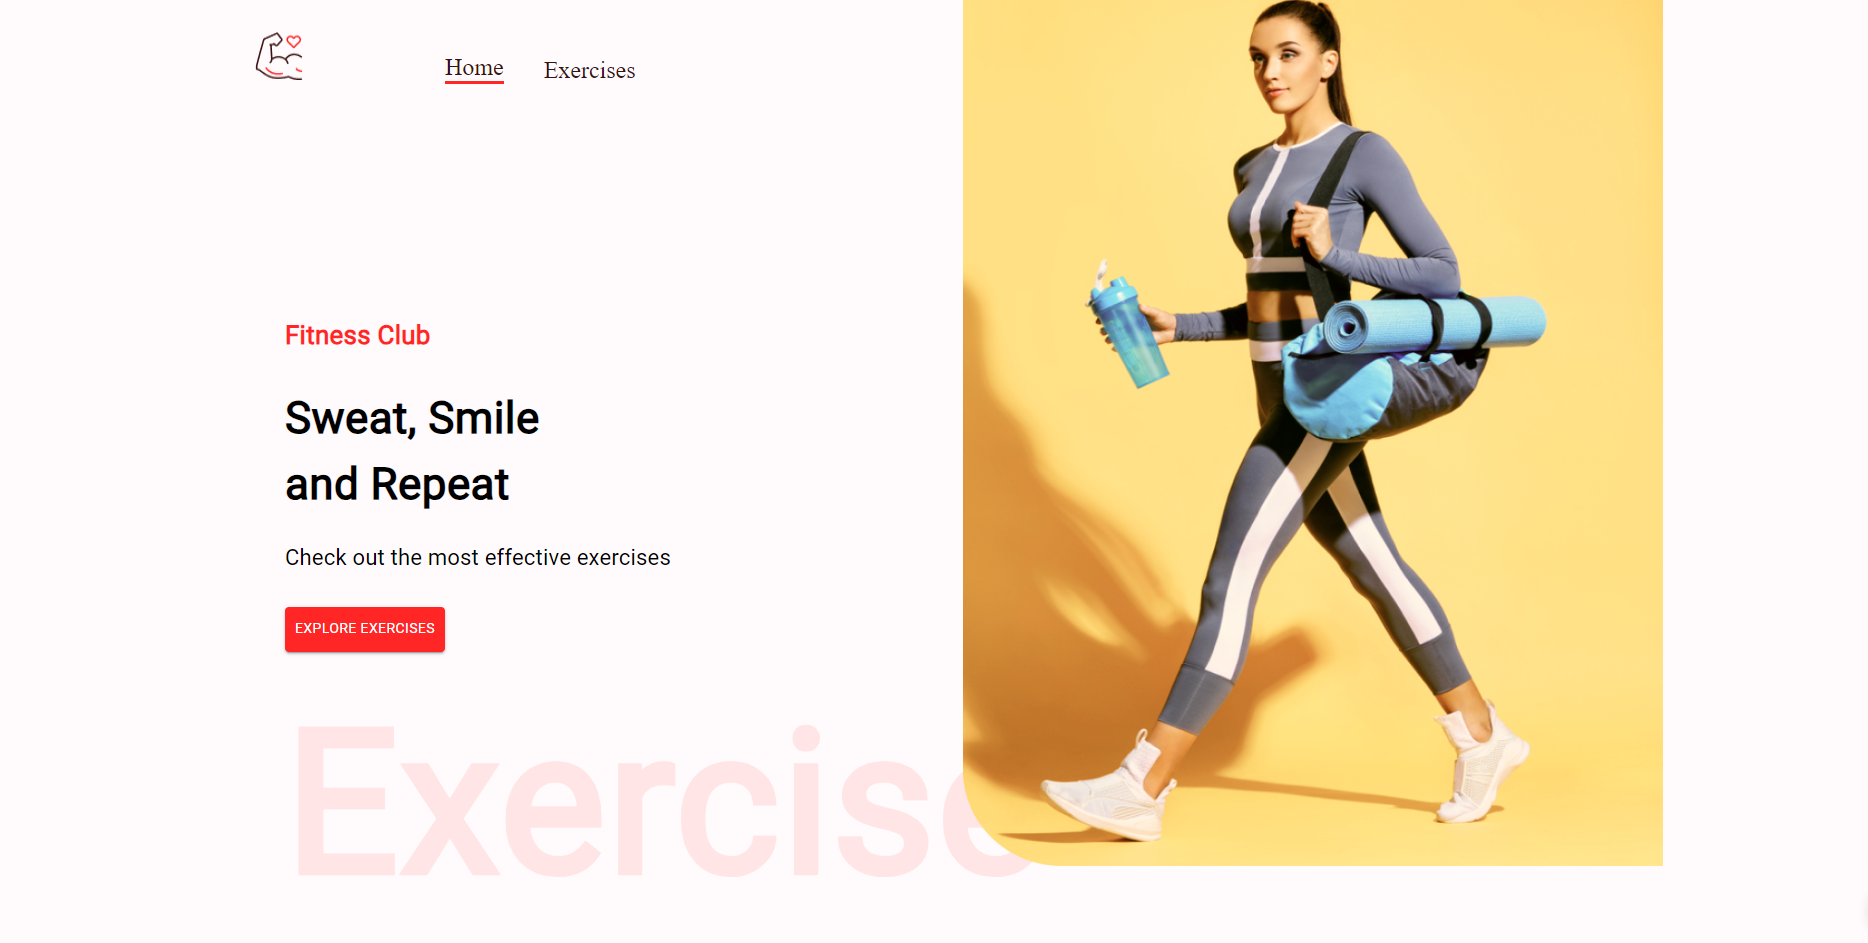 Home Exercises
Fitness Club
Sweat, Smile
and Repeat
Check out the most effective exercises
EXPLORE EXERCISES
Exercise